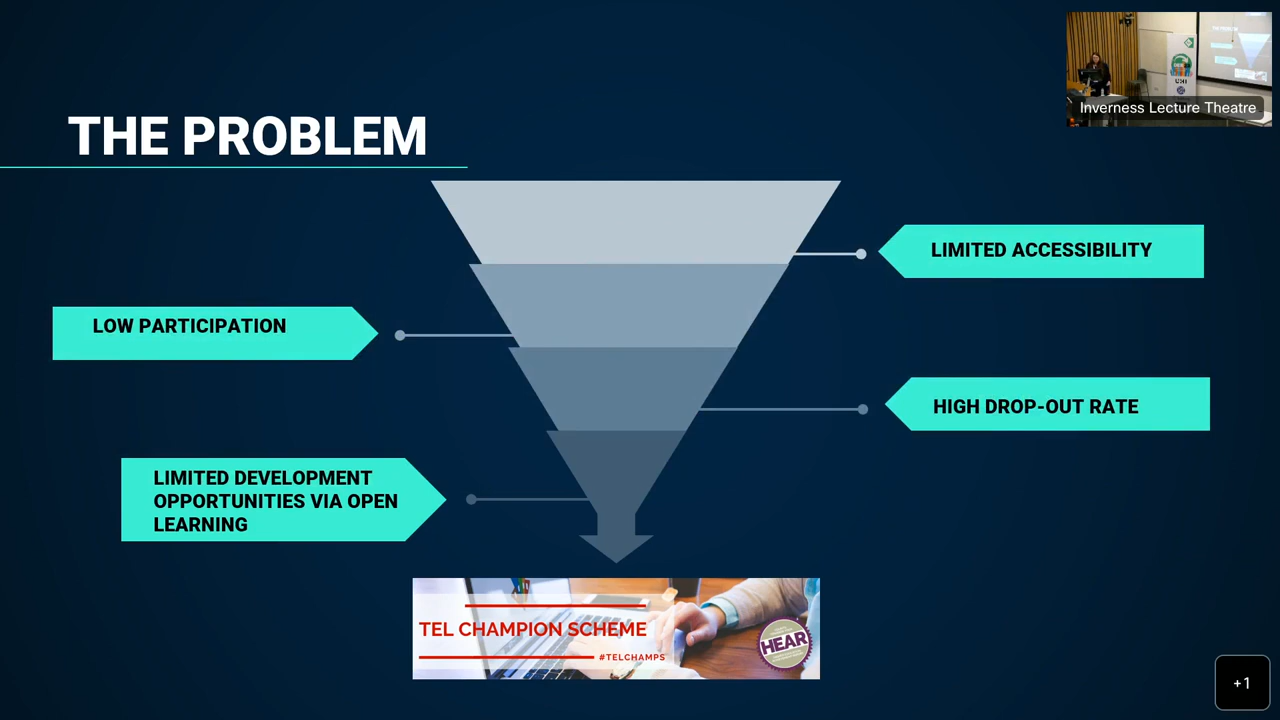 Inverness Lecture Theatre
THE PROBLEM
LIMITED ACCESSIBILITY
LOW PARTICIPATION
HIGH DROP-OUT RATE
LIMITED DEVELOPMENT
OPPORTUNITIES VIA OPEN
LEARNING
TEL CHAMPION SCHEME
#TELCHAMPS
HEAR
+1